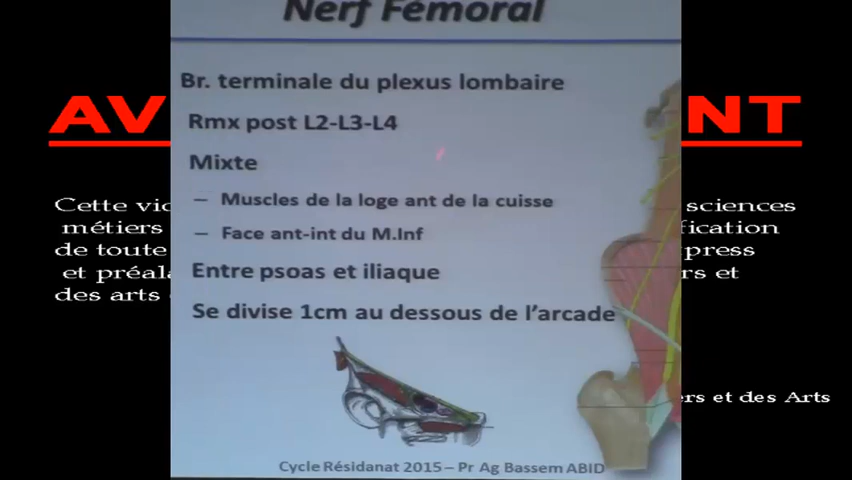 Nerf Fémoral
Br. terminale du plexus lombaire
Rmx post L2-L3-L4
Mixte
– Muscles de la loge ant de la cuisse
– Face ant-int du M.Inf
Entre psoas et iliaque
Se divise 1cm au dessous de l'arcade
Cycle Résidanat 2015 – Pr Ag Bassem ABID
AV
NT
Cette
sciences
métiers
de toute
press
et
rs et
des arts
ers et des Arts